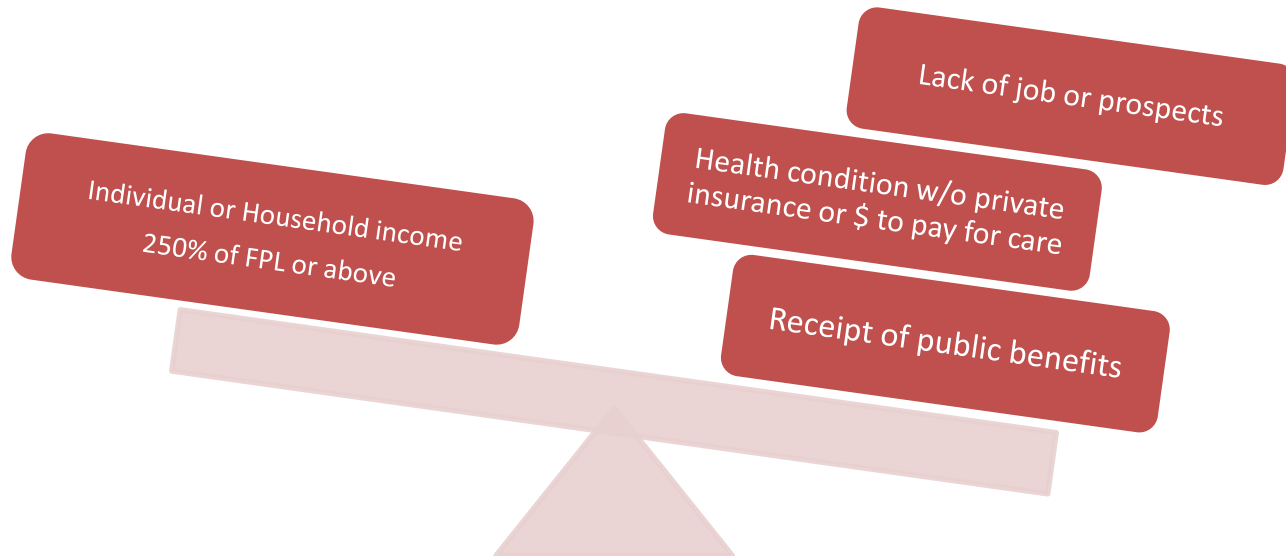 Individual or Household income
250% of FPL or above
Lack of job or prospects
Health condition w/o private
insurance or $ to pay for care
Receipt of public benefits